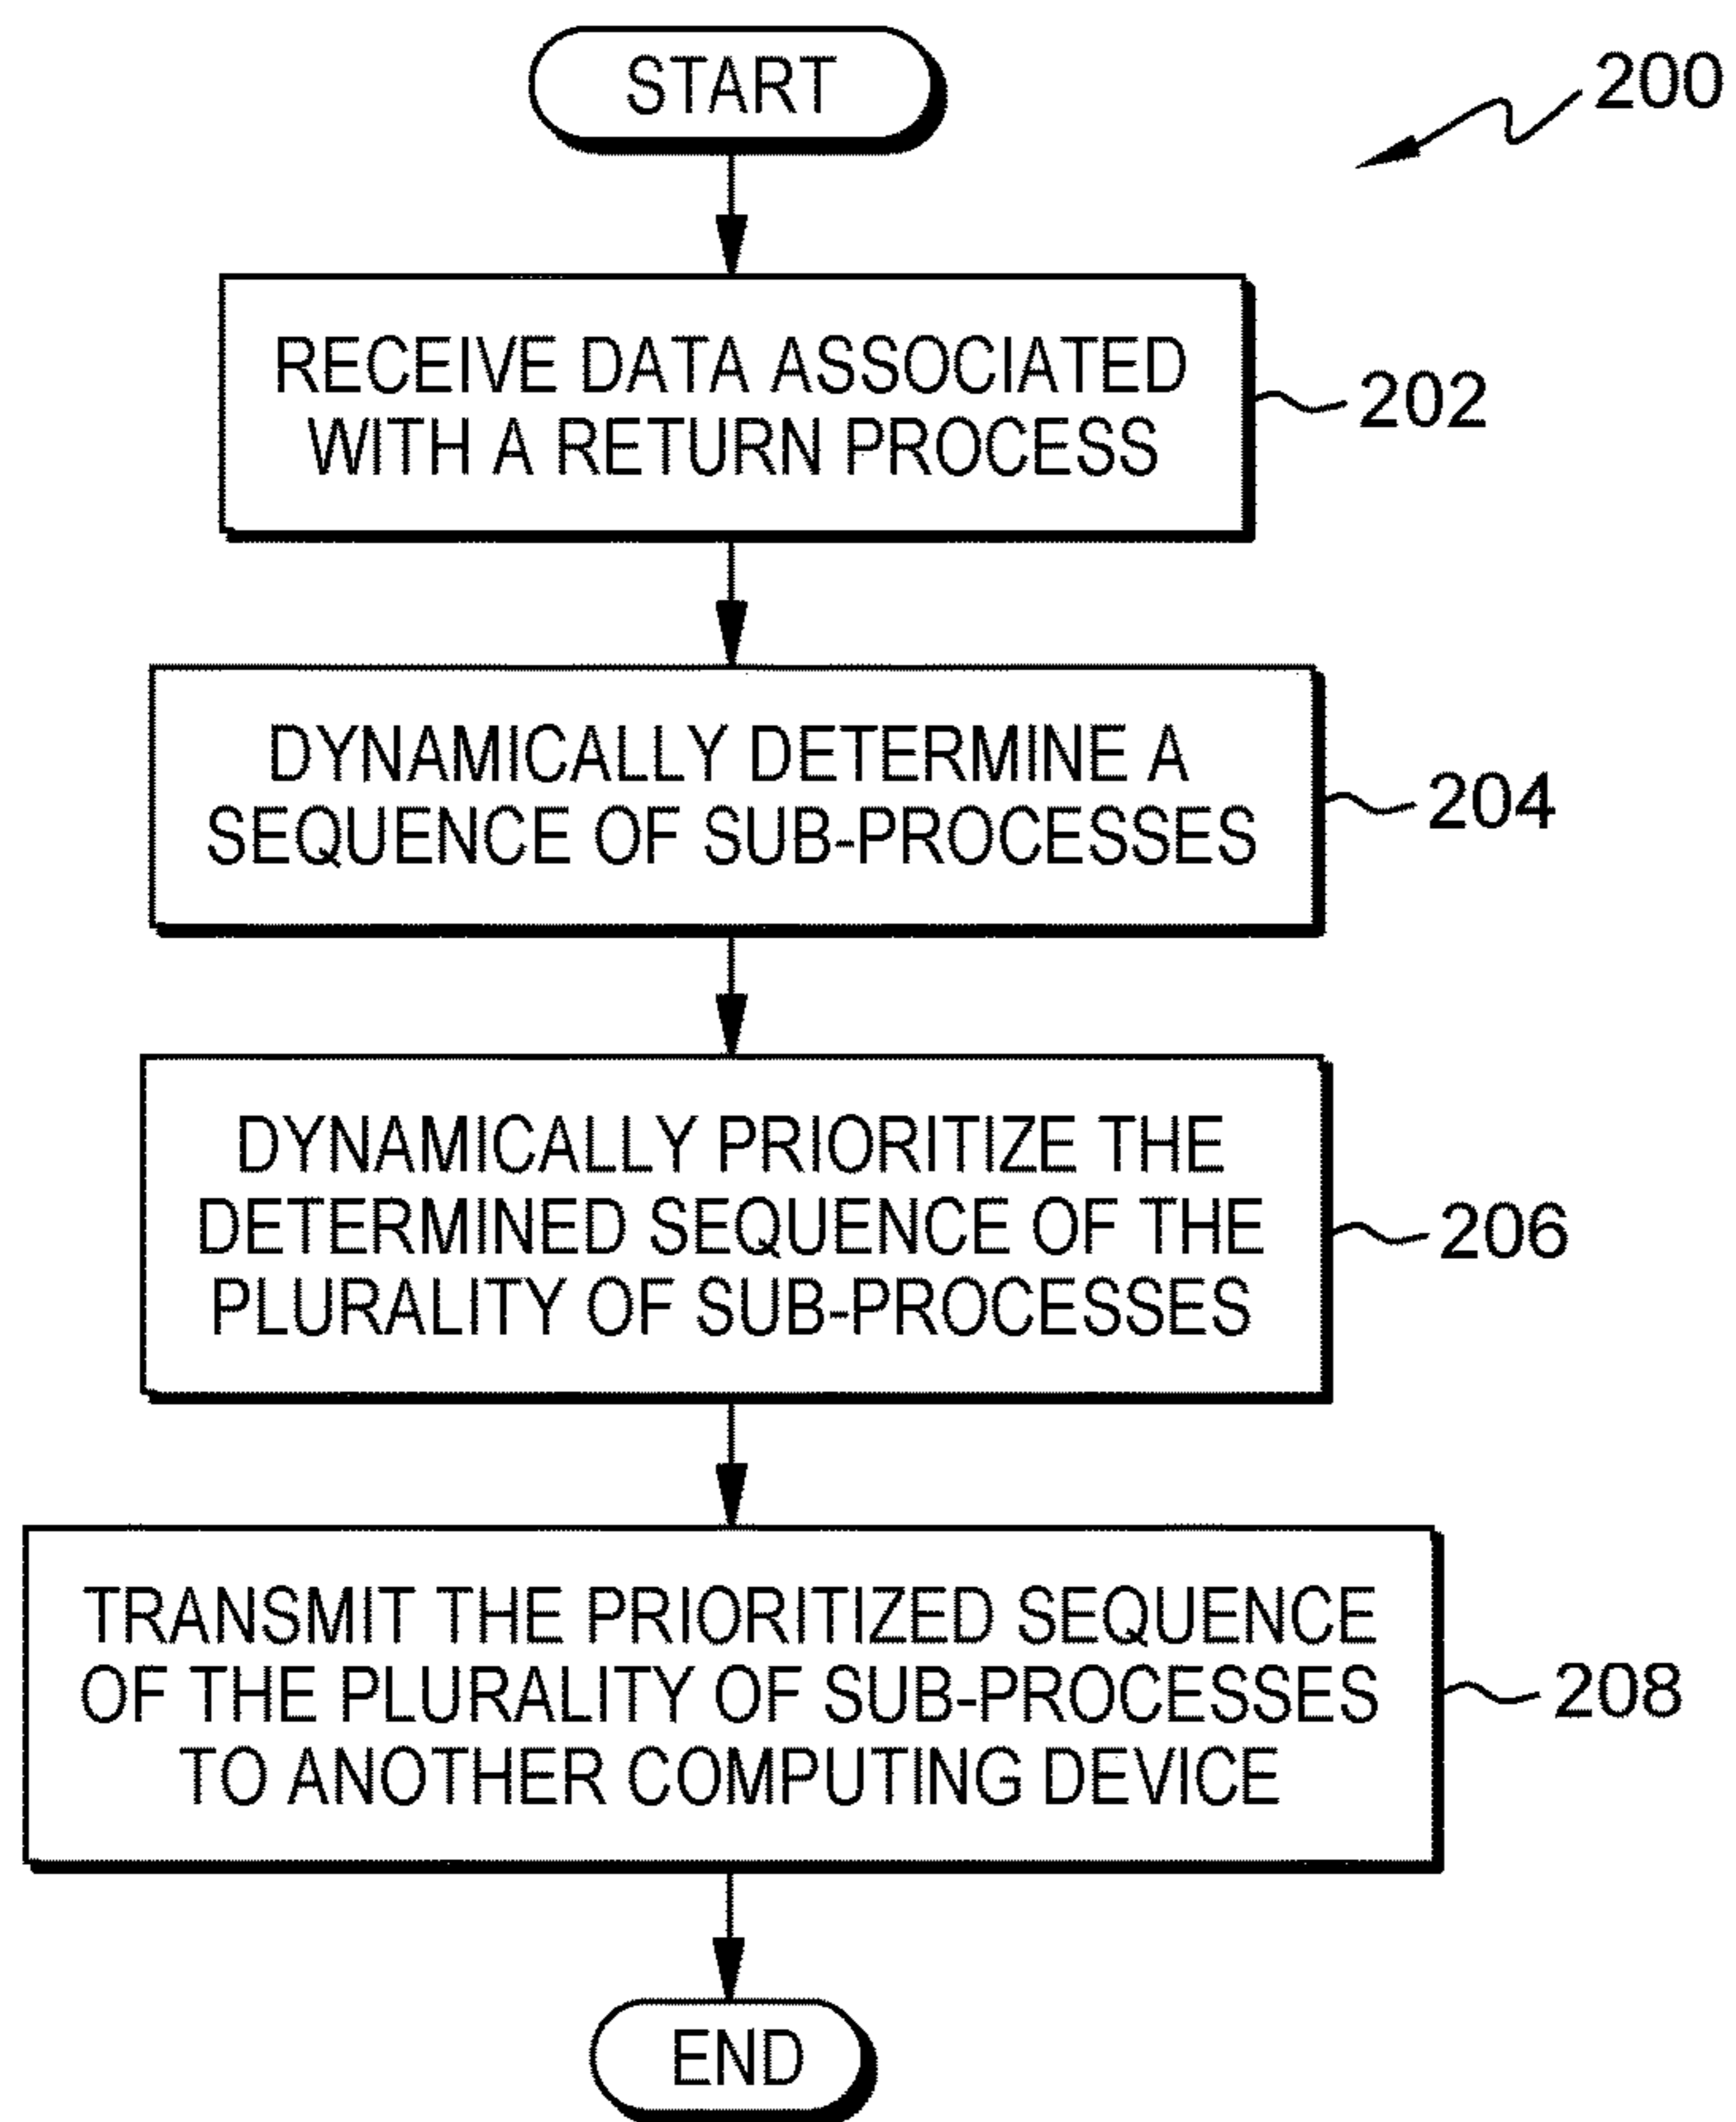 START
200
RECEIVE DATA ASSOCIATED
WITH A RETURN PROCESS
202
DYNAMICALLY DETERMINE A
SEQUENCE OF SUB-PROCESSES
204
DYNAMICALLY PRIORITIZE THE
DETERMINED SEQUENCE OF THE
PLURALITY OF SUB-PROCESSES
206
TRANSMIT THE PRIORITIZED SEQUENCE
OF THE PLURALITY OF SUB-PROCESSES
TO ANOTHER COMPUTING DEVICE
208
END